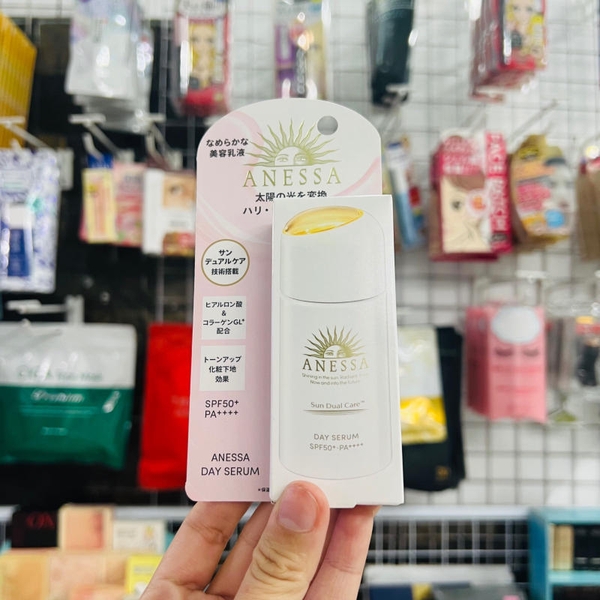 なめらかな
美容乳液
ANESSA
太陽の光を変換
ハリ・
サン
デュアルケア
技術搭載
ヒアルロン酸
&
コラーゲンGL*
配合
トーンアップ
化粧下地
効果
SPF50+
PA++++
ANESSA
DAY SERUM
ANESSA
Sun Dual Care™
DAY SERUM
SPF50+ PA++++